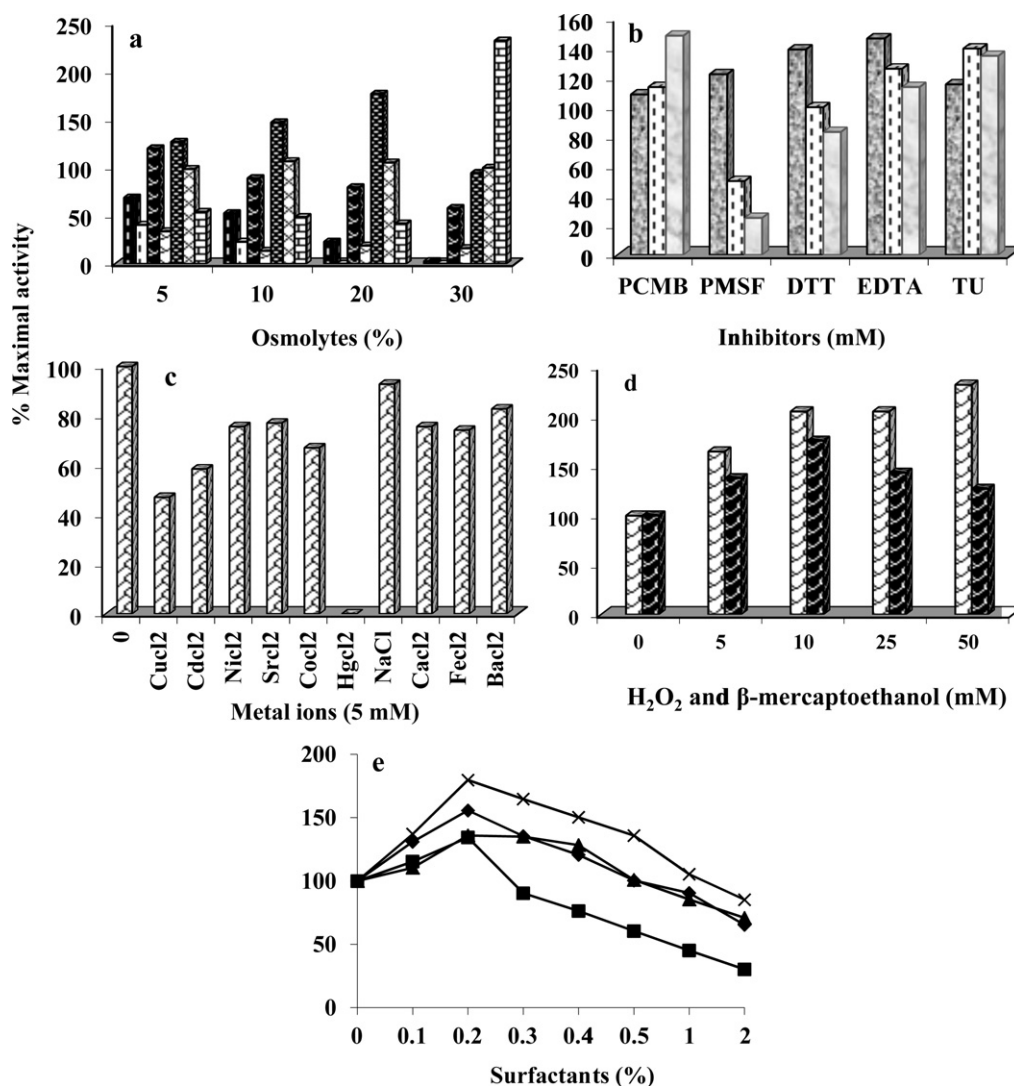 % Maximal activity
a
250
200
150
100
50
0
5 10 20 30
Osmolytes (%)
b
160
140
120
100
80
60
40
20
0
PCMB PMSF DTT EDTA TU
Inhibitors (mM)
c
100
80
60
40
20
0
0 Cucl2 Cdcl2 Nicl2 Srcl2 Cocl2 Hgcl2 NaCl Cacl2 Fecl2 Bacl2
Metal ions (5 mM)
d
250
200
150
100
50
0
0 5 10 25 50
H₂O₂ and β-mercaptoethanol (mM)
e
200
150
100
50
0
0 0.1 0.2 0.3 0.4 0.5 1 2
Surfactants (%)